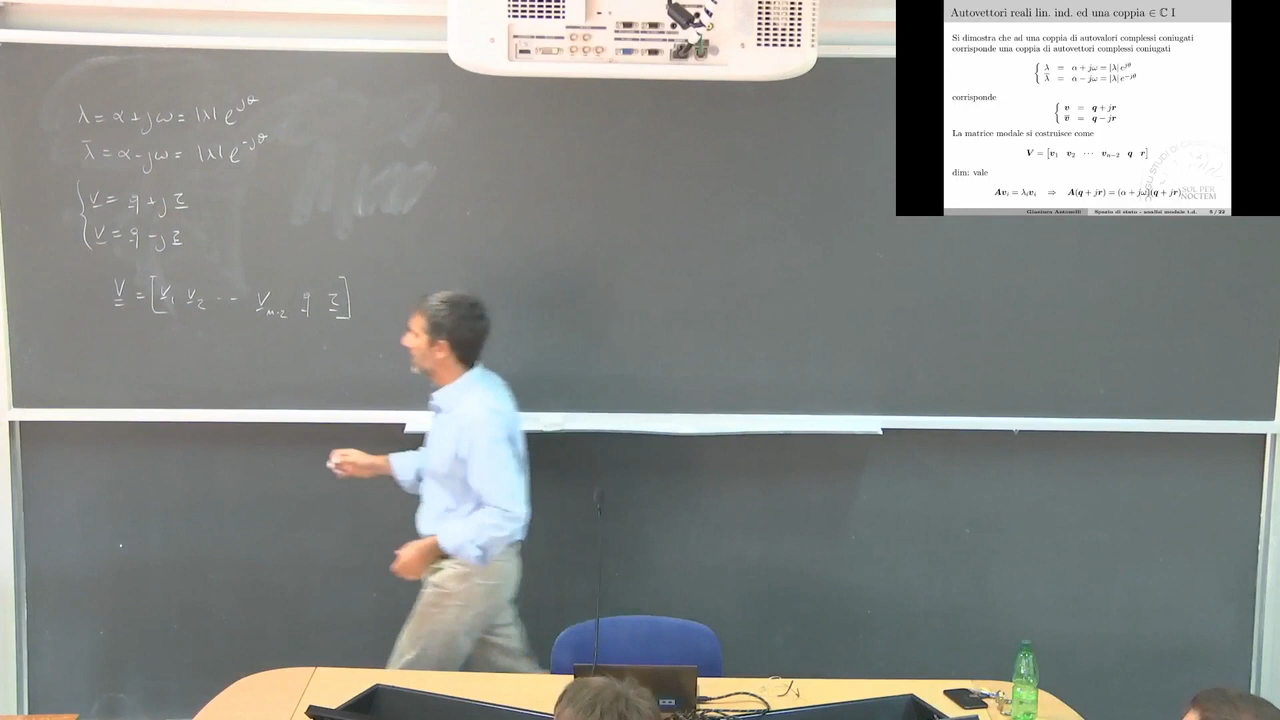 λ = α + jω = |λ| e^{jθ}
λ̄ = α - jω = |λ| e^{-jθ}
v = q + j r
v = q - j r
V = [v₁ v₂ ·· v_{n-2} q r]
Autovettori reali lin. ind. ed una coppia ∈ C I
Si dimostra che ad una coppia di autovalori complessi coniugati
corrisponde una coppia di autovettori complessi coniugati
λ = α + jω = |λ| e^{jθ}
λ̄ = α − jω = |λ| e^{−jθ}
corrisponde
v = q + jr
v̄ = q − jr
La matrice modale si costruisce come
V = [v₁ v₂ ⋯ v_{n−2} q r]
dim: vale
Av_i = λ_i v_i ⇒ A(q + jr) = (α + jω)(q + jr)
SOL PER
NOCTEM
Gianluca Antonelli Spazio di stato - analisi modale t.d. 8 / 22